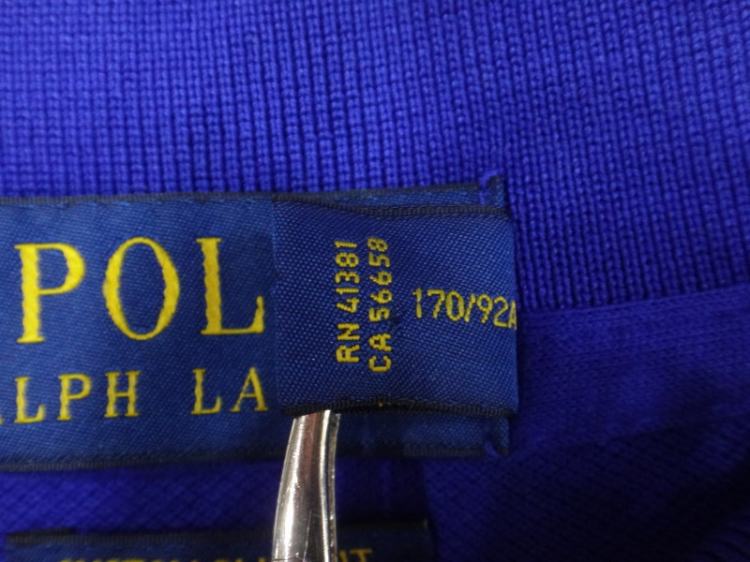 POL
ALPH LA
RN 41381
CA 56658
170/92A